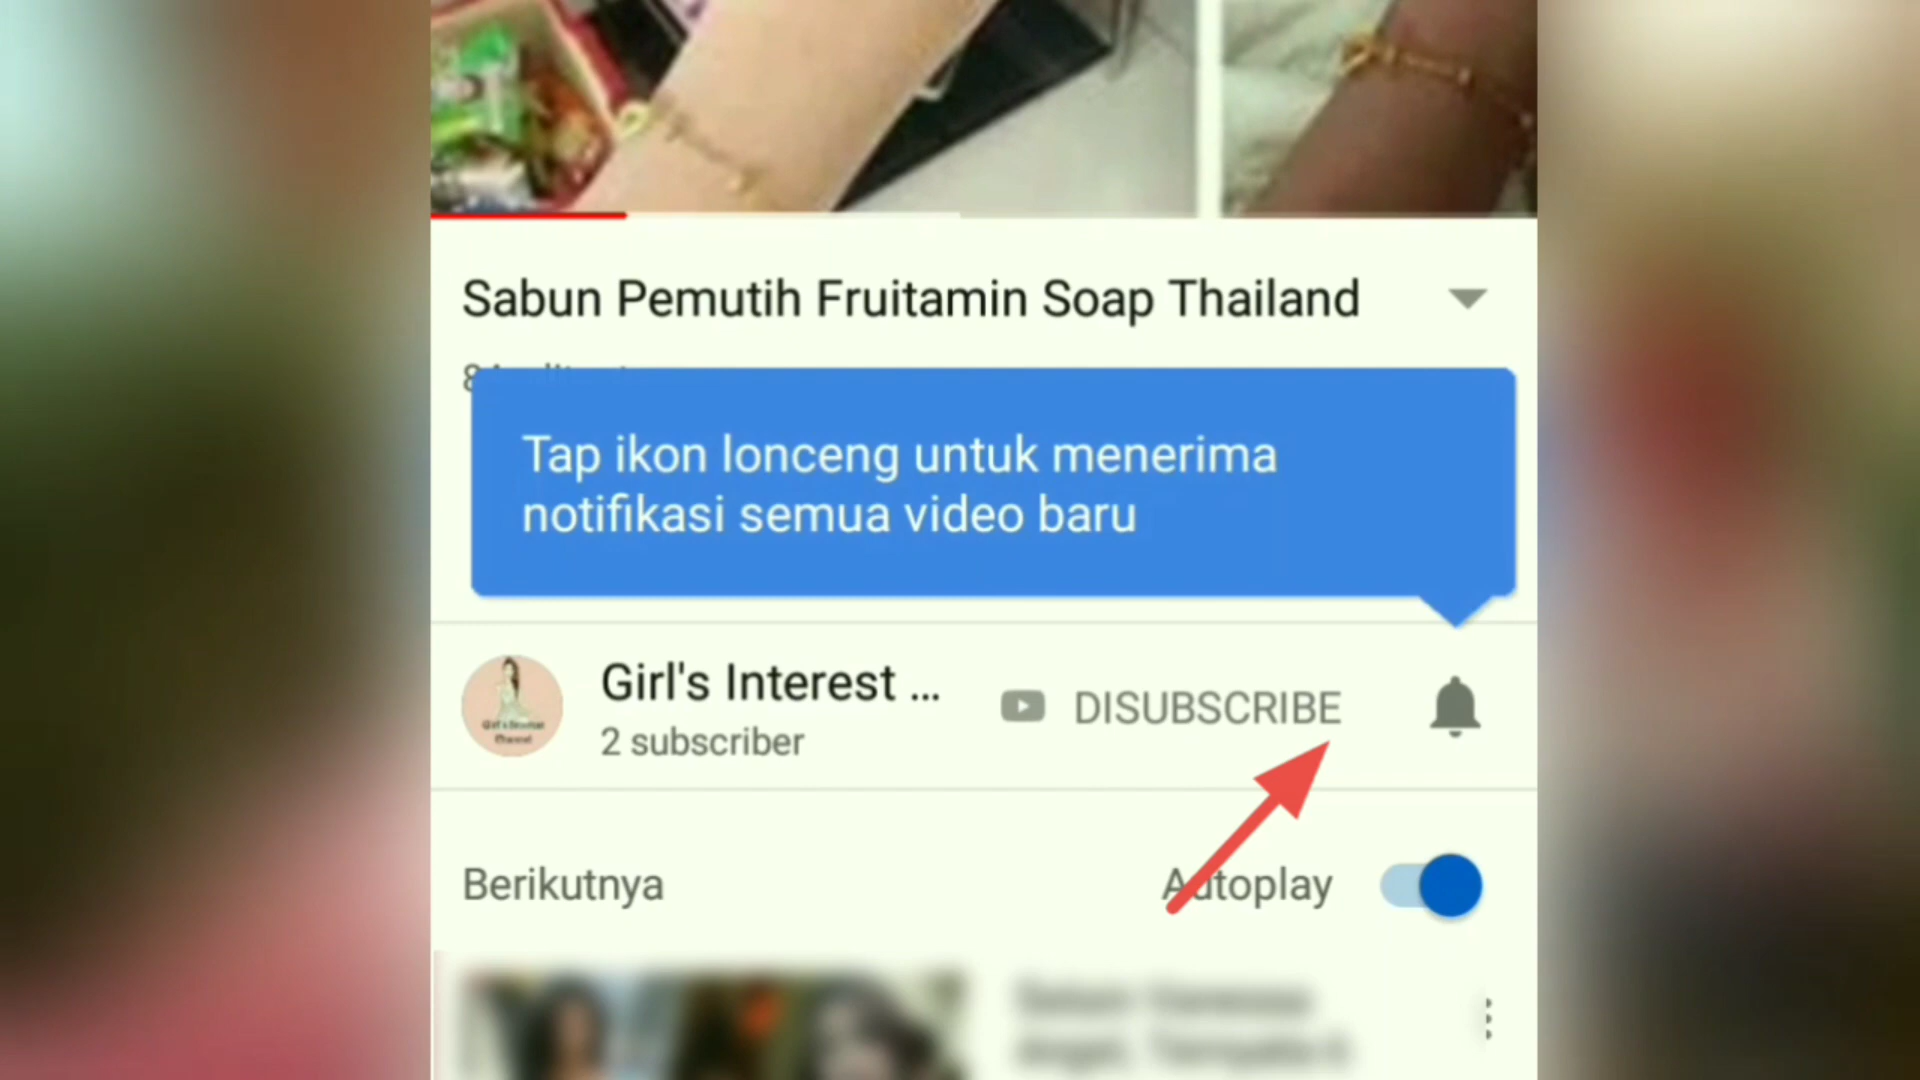 Sabun Pemutih Fruitamin Soap Thailand
Tap ikon lonceng untuk menerima
notifikasi semua video baru
Girl's Interest ...
2 subscriber
DISUBSCRIBE
Berikutnya
Autoplay